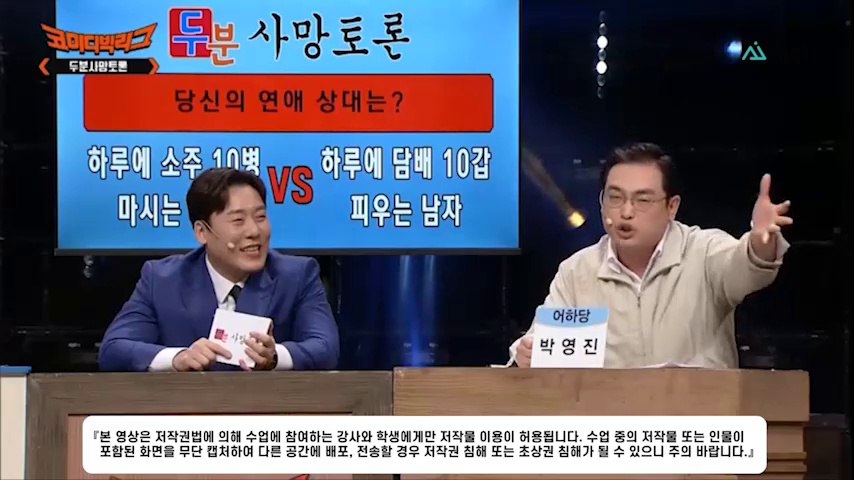 코미디빅리그
두분사망토론
두분 사망토론
당신의 연애 상대는?
하루에 소주 10병
마시는
VS
하루에 담배 10갑
피우는 남자
어하당
박영진
두분 사망
『본 영상은 저작권법에 의해 수업에 참여하는 강사와 학생에게만 저작물 이용이 허용됩니다. 수업 중의 저작물 또는 인물이
포함된 화면을 무단 캡처하여 다른 공간에 배포, 전송할 경우 저작권 침해 또는 초상권 침해가 될 수 있으니 주의 바랍니다.』